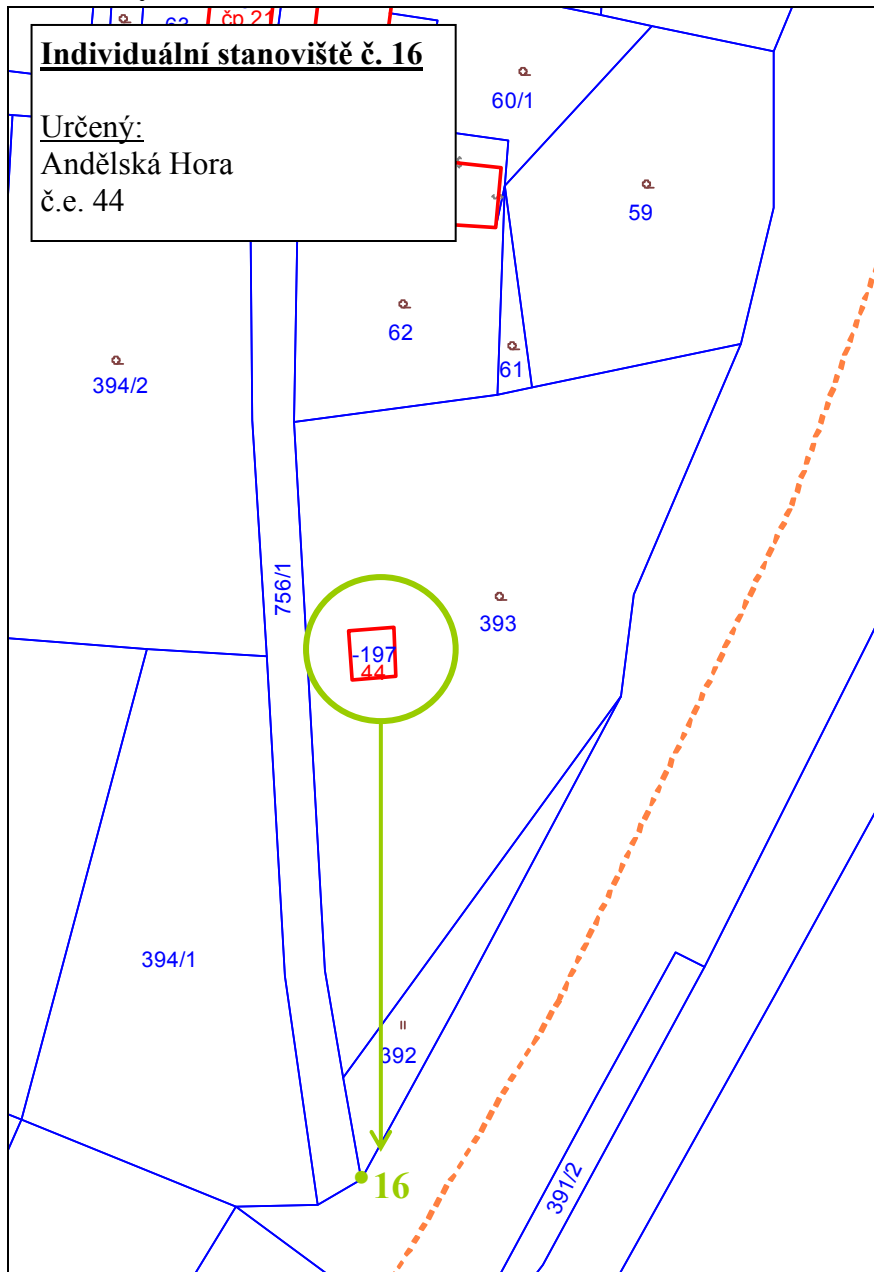 Individuální stanoviště č. 16
Určený:
Andělská Hora
č.e. 44
čp.21
60/1
59
62
61
394/2
756/1
393
-197
44
394/1
392
391/2
16